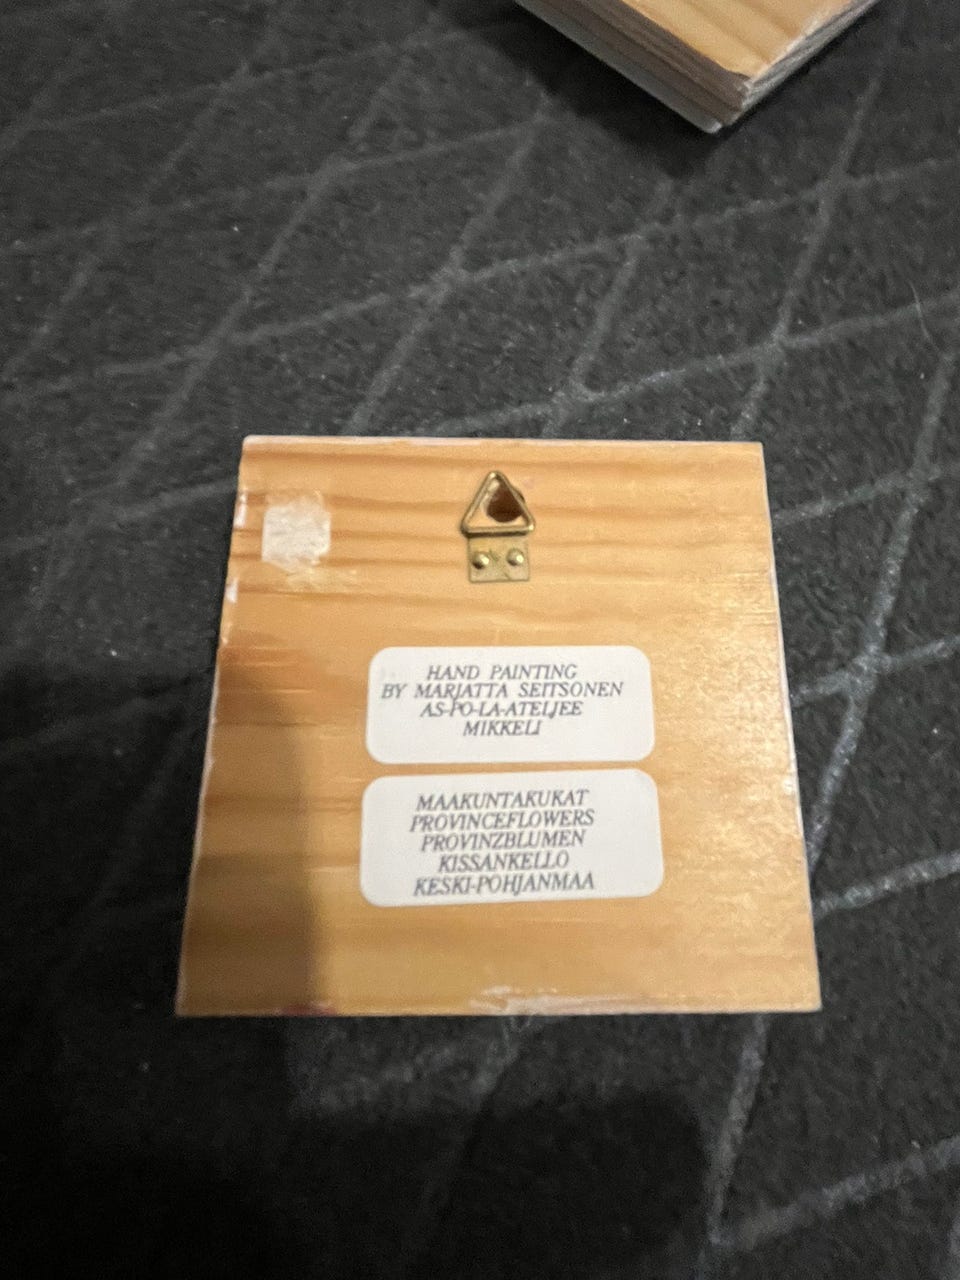 HAND PAINTING
BY MARJATTA SEITSONEN
AS-PO-LA-ATELJEE
MIKKELI
MAAKUNTAKUKAT
PROVINCEFLOWERS
PROVINZBLUMEN
KISSANKELLO
KESKI-POHJANMAA